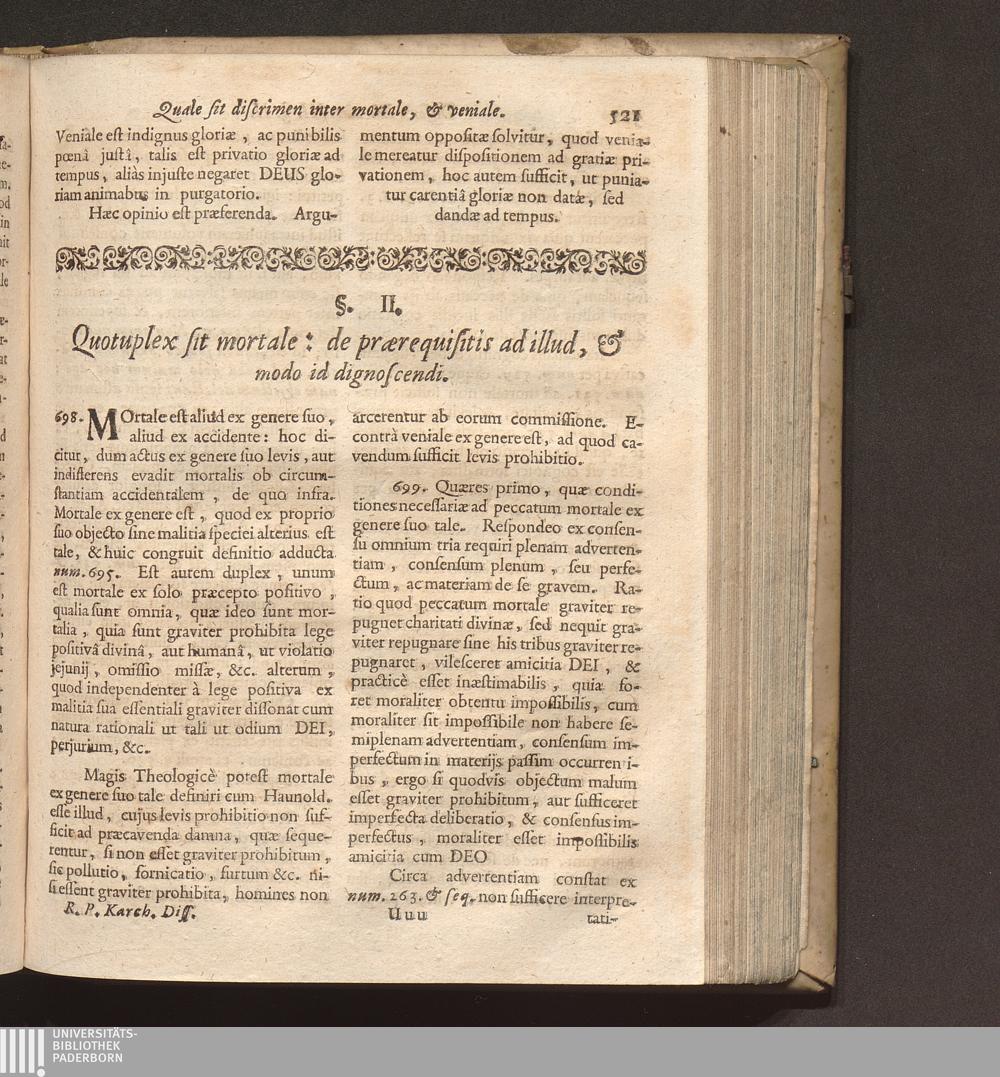 Quale sit discrimen inter mortale, & veniale. 521
Veniale est indignus gloriæ, ac punibilis
pœnâ justâ, talis est privatio gloriæ ad
tempus, aliàs injuste negaret DEUS glo-
riam animabus in purgatorio.
Hæc opinio est præferenda. Argu-
mentum oppositæ solvitur, quod venia-
le mereatur dispositionem ad gratiæ pri-
vationem, hoc autem sufficit, ut punia-
tur carentiâ gloriæ non datæ, sed
dandæ ad tempus.
§. II.
Quotuplex sit mortale: de prærequisitis ad illud, &
modo id dignoscendi.
698. MOrtale est aliud ex genere suo,
aliud ex accidente: hoc di-
citur, dum actus ex genere suo levis, aut
indifferens evadit mortalis ob circum-
stantiam accidentalem, de quo infra.
Mortale ex genere est, quod ex proprio
suo objecto sine malitia speciei alterius est
tale, & huic congruit definitio adducta
num. 695. Est autem duplex, unum
est mortale ex solo præcepto positivo,
qualia sunt omnia, quæ ideo sunt mor-
talia, quia sunt graviter prohibita lege
positivâ divinâ, aut humanâ, ut violatio
jejunij, omissio missæ, &c. alterum,
quod independenter à lege positiva ex
malitia sua essentiali graviter dissonat cum
natura rationali ut tali ut odium DEI,
perjurium, &c.
Magis Theologicè potest mortale
ex genere suo tale definiri cum Haunold.
esse illud, cujus levis prohibitio non suf-
ficit ad præcavenda damna, quæ seque-
rentur, si non esset graviter prohibitum,
sic pollutio, fornicatio, furtum &c. ni-
si essent graviter prohibita, homines non
R. P. Karch. Diss.
arcerentur ab eorum commissione. E-
contrà veniale ex genere est, ad quod ca-
vendum sufficit levis prohibitio.
699. Quæres primo, quæ condi-
tiones necessariæ ad peccatum mortale ex
genere suo tale. Respondeo ex consen-
su omnium tria requiri plenam adverten-
tiam, consensum plenum, seu perfe-
ctum, ac materiam de se gravem. Ra-
tio quod peccatum mortale graviter re-
pugnet charitati divinæ, sed nequit gra-
viter repugnare sine his tribus graviter re-
pugnaret, vilesceret amicitia DEI, &
practicè esset inæstimabilis, quia fo-
ret moraliter obtentu impossibilis, cum
moraliter sit impossibile non habere se-
miplenam advertentiam, consensum im-
perfectum in materijs passim occurren i-
bus, ergo si quodvis objectum malum
esset graviter prohibitum, aut sufficeret
imperfecta deliberatio, & consensus im-
perfectus, moraliter esset impossibilis
amicitia cum DEO
Circa advertentiam constat ex
num. 263. & seq. non sufficere interpre-
Uuu tati-
UNIVERSITÄTS-
BIBLIOTHEK
PADERBORN